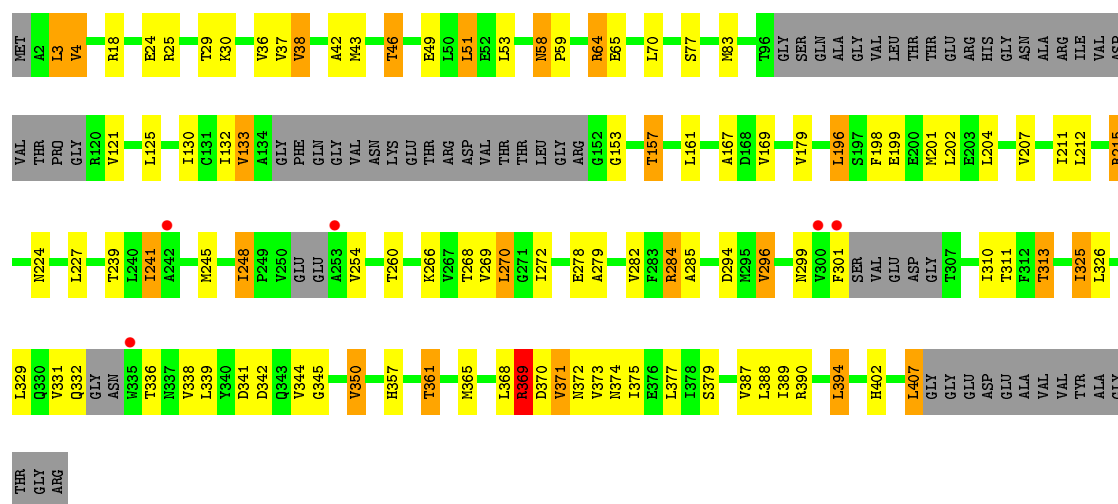 MET A2 L3 V4 R18 E24 R25 T29 K30 V36 V37 V38 A42 M43 T46 E49 L50 L51 E52 L53 N58 P59 R64 E65 L70 S77 M83 T96 GLY SER GLN ALA GLY VAL LEU THR THR GLU ARG HIS GLY ASN ALA ARG ILE VAL ASP
VAL THR PRO GLY R120 V121 L125 I130 C131 I132 V133 A134 GLY PHE GLN GLY VAL ASN LYS GLU THR ARG ASP VAL THR THR LEU GLY ARG G152 G153 T157 L161 A167 D168 V169 V179 L196 S197 F198 E199 E200 M201 L202 E203 L204 V207 I211 L212 R215
N224 L227 T239 L240 I241 A242 M245 I248 P249 V250 GLU GLU A253 V254 T260 K266 V267 T268 V269 L270 G271 I272 E278 A279 V282 F283 R284 A285 D294 M295 V296 N299 V300 F301 SER VAL GLU ASP GLY T307 I310 T311 F312 T313 I325 L326
L329 Q330 V331 Q332 GLY ASN W335 T336 N337 V338 L339 Y340 D341 D342 Q343 V344 G345 V350 H357 T361 M365 L368 R369 D370 V371 N372 V373 N374 I375 E376 L377 I378 S379 V387 L388 I389 R390 L394 H402 L407 GLY GLY GLU ASP GLU ALA VAL VAL TYR ALA GLY
THR GLY ARG